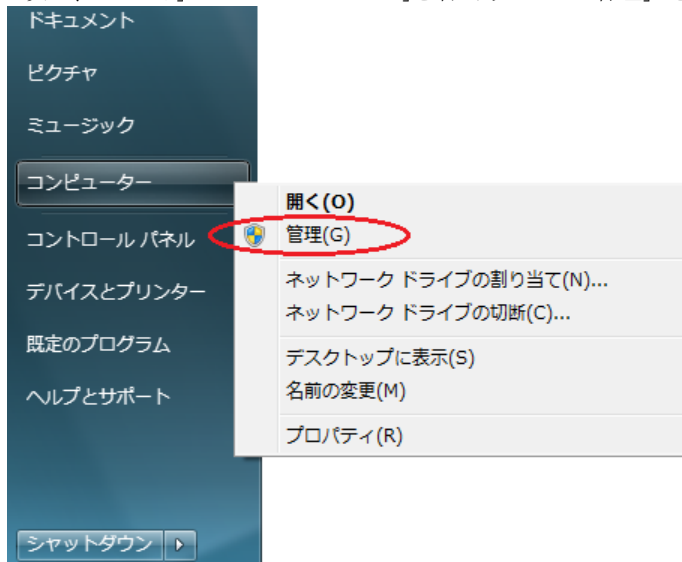 ドキュメント
ピクチャ
ミュージック
コンピューター
開く(O)
管理(G)
コントロール パネル
ネットワーク ドライブの割り当て(N)...
デバイスとプリンター
ネットワーク ドライブの切断(C)...
既定のプログラム
デスクトップに表示(S)
名前の変更(M)
ヘルプとサポート
プロパティ(R)
シャットダウン